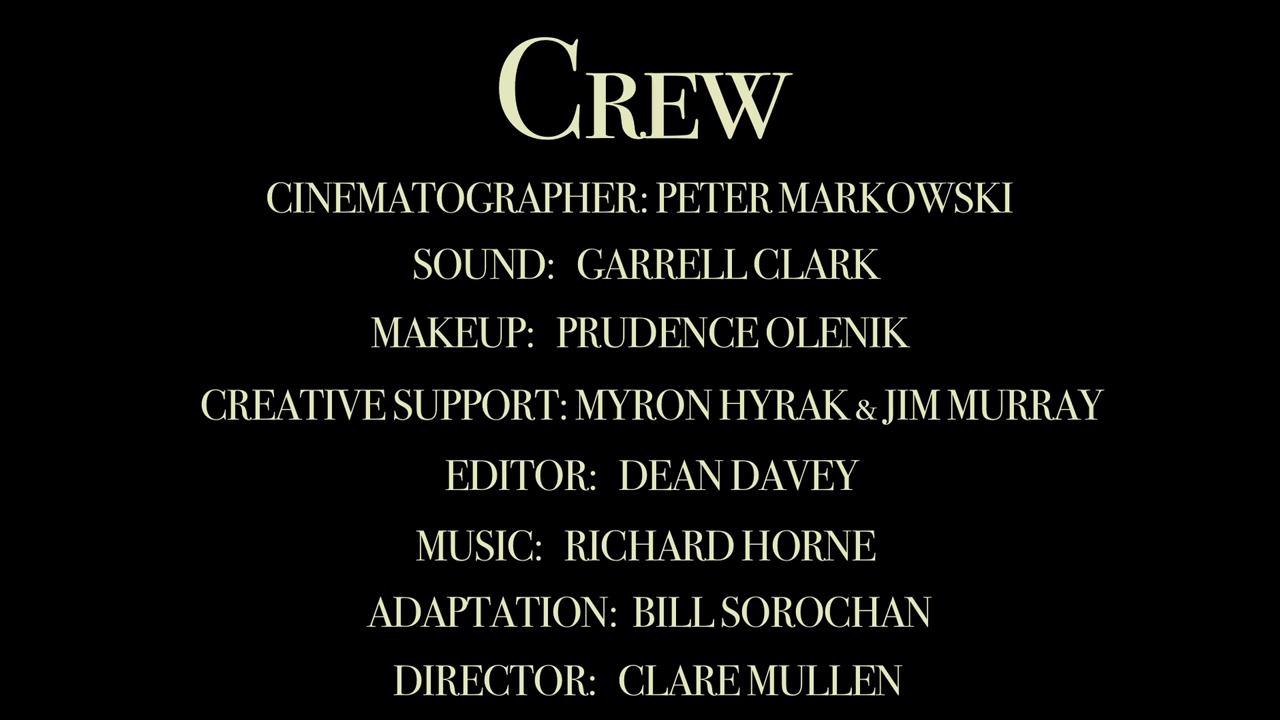 CREW
CINEMATOGRAPHER: PETER MARKOWSKI
SOUND: GARRELL CLARK
MAKEUP: PRUDENCE OLENIK
CREATIVE SUPPORT: MYRON HYRAK & JIM MURRAY
EDITOR: DEAN DAVEY
MUSIC: RICHARD HORNE
ADAPTATION: BILL SOROCHAN
DIRECTOR: CLARE MULLEN